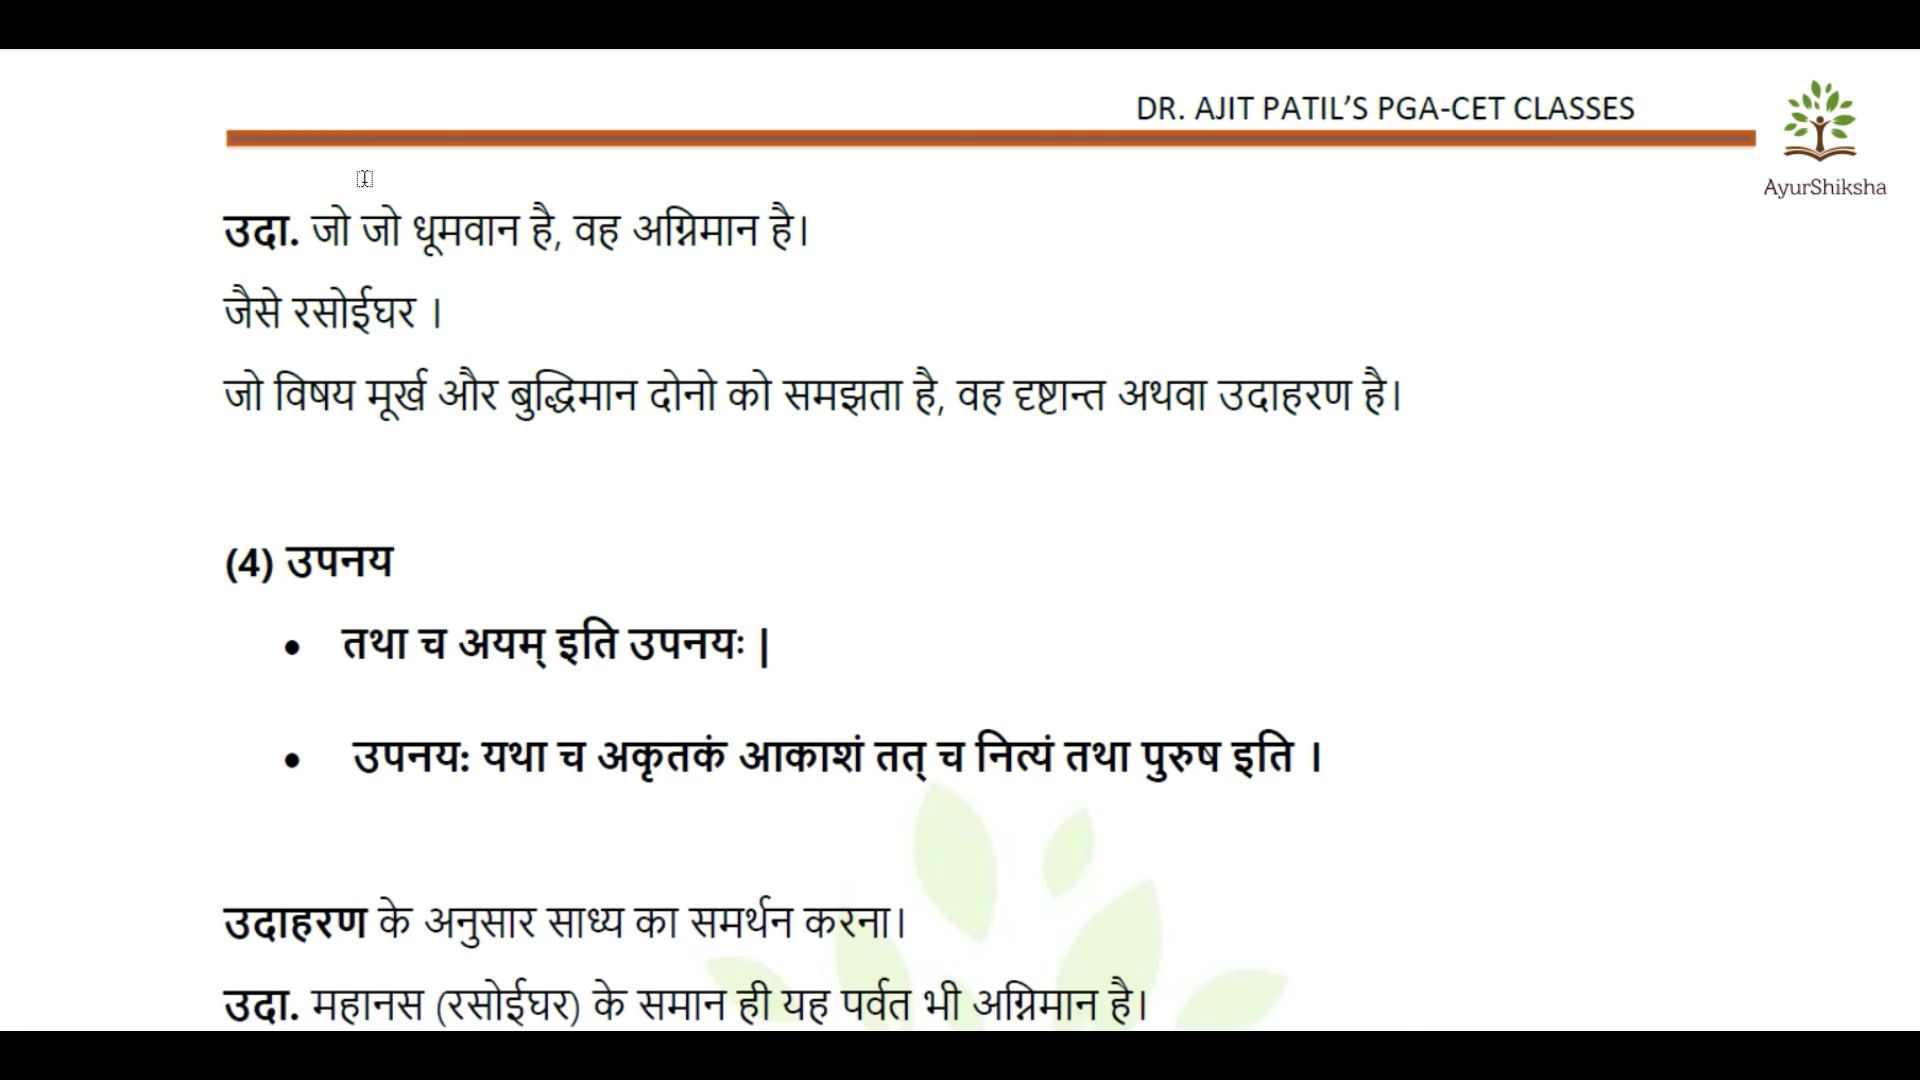 DR. AJIT PATIL’S PGA-CET CLASSES
AyurShiksha
उदा. जो जो धूमवान है, वह अग्निमान है।
जैसे रसोईघर ।
जो विषय मूर्ख और बुद्धिमान दोनो को समझता है, वह दृष्टान्त अथवा उदाहरण है।
(4) उपनय
• तथा च अयम् इति उपनयः |
• उपनय: यथा च अकृतकं आकाशं तत् च नित्यं तथा पुरुष इति ।
उदाहरण के अनुसार साध्य का समर्थन करना।
उदा. महानस (रसोईघर) के समान ही यह पर्वत भी अग्निमान है।